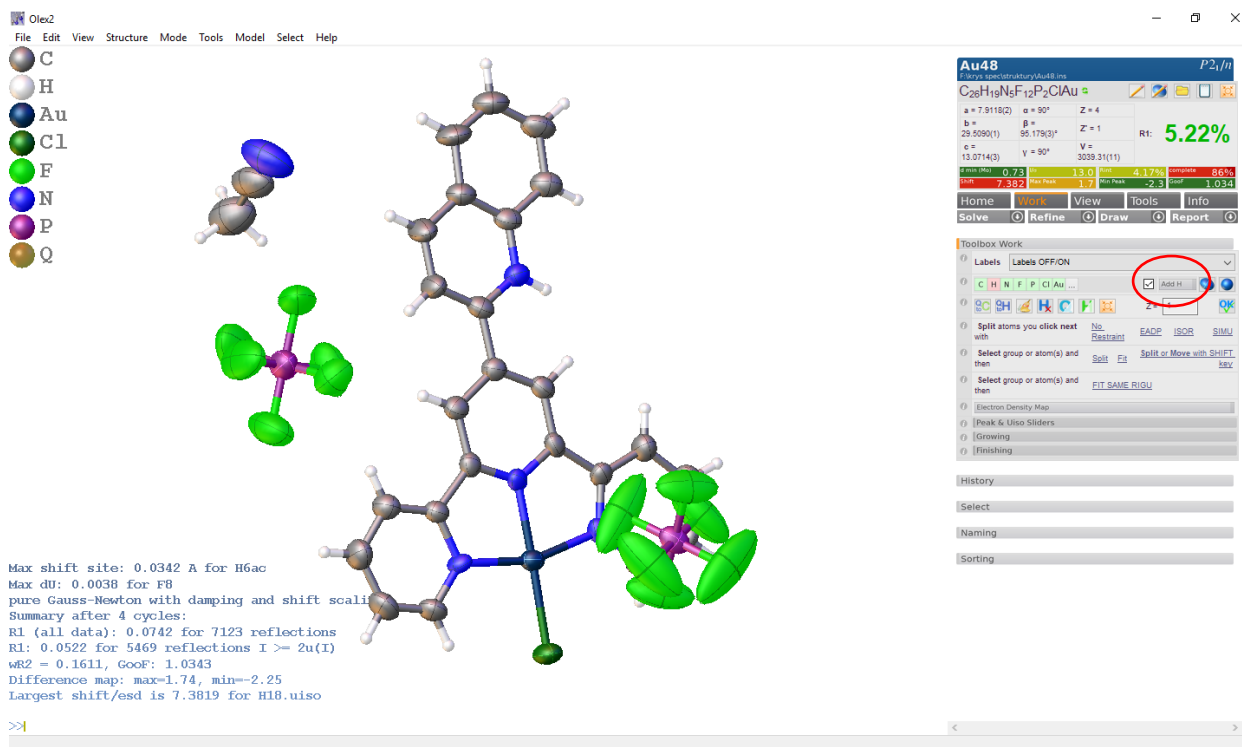 Olex2
File Edit View Structure Mode Tools Model Select Help
C
H
Au
Cl
F
N
P
Q
Max shift site: 0.0342 A for H6ac
Max dU: 0.0038 for F8
pure Gauss-Newton with damping and shift scali
Summary after 4 cycles:
R1 (all data): 0.0742 for 7123 reflections
R1: 0.0522 for 5469 reflections I >= 2u(I)
wR2 = 0.1611, GooF: 1.0343
Difference map: max=1.74, min=-2.25
Largest shift/esd is 7.3819 for H18.uiso
>>
Au48 P2₁/n
F:\krys spec\struktury\Au48.ins
C₂₆H₁₉N₅F₁₂P₂ClAu
a = 7.9118(2) α = 90° Z = 4
b = 29.5090(1) β = 95.179(3)° Z' = 1
c = 13.0714(3) γ = 90° V = 3039.31(11)
R1: 5.22%
d min (Mo) 0.73 I/σ 13.0 Rint 4.17% complete 86%
Shift 7.382 Max Peak 1.7 Min Peak -2.3 GooF 1.034
Home Work View Tools Info
Solve Refine Draw Report
Toolbox Work
Labels Labels OFF/ON
C H N F P Cl Au ... Add H
Z'= OK
Split atoms you click next with No Restraint EADP ISOR SIMU
Select group or atom(s) and then Split Fit Split or Move with SHIFT key
Select group or atom(s) and then FIT SAME RIGU
Electron Density Map
Peak & Uiso Sliders
Growing
Finishing
History
Select
Naming
Sorting